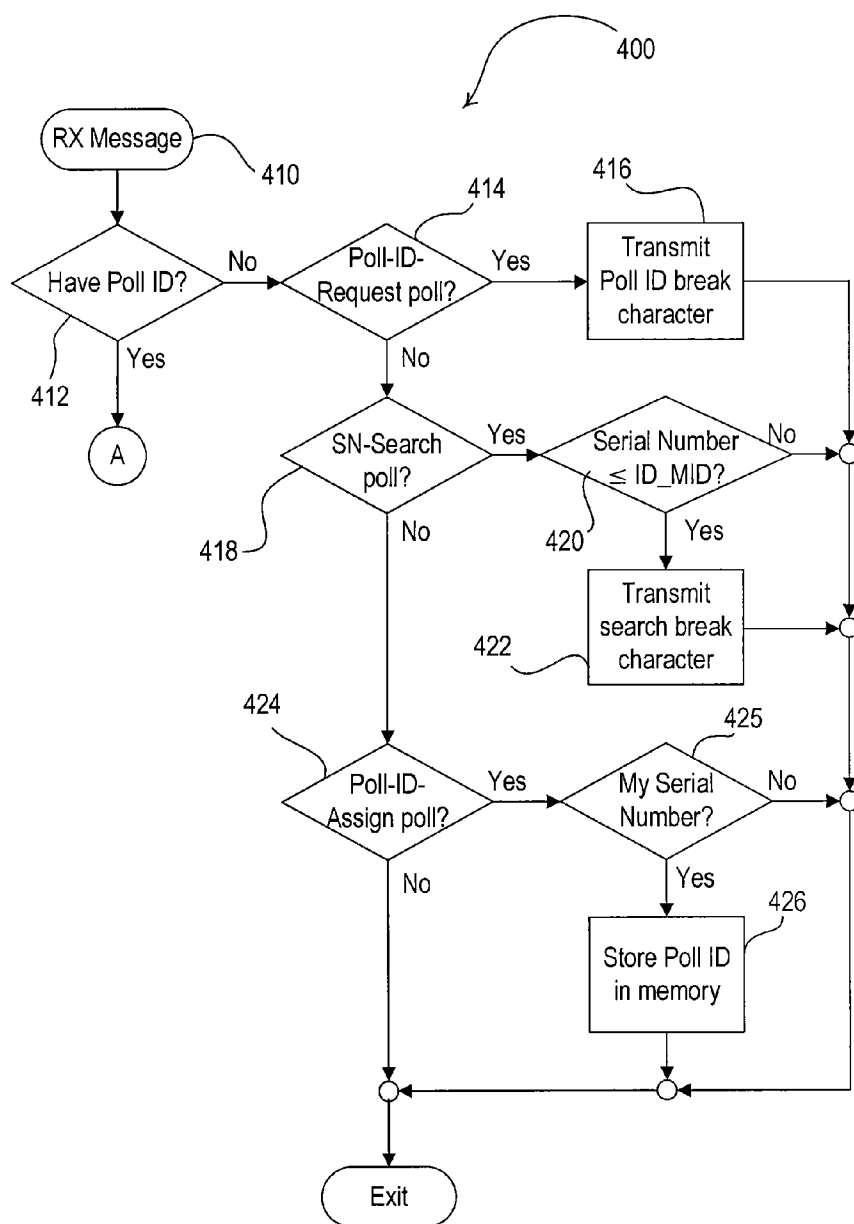 400
RX Message
410
414
416
Have Poll ID?
No
Poll-ID-
Request poll?
Yes
Transmit
Poll ID break
character
412
Yes
No
A
SN-Search
poll?
Yes
Serial Number
≤ ID_MID?
No
418
No
420
Yes
Transmit
search break
character
422
424
425
Poll-ID-
Assign poll?
Yes
My Serial
Number?
No
No
Yes
426
Store Poll ID
in memory
Exit